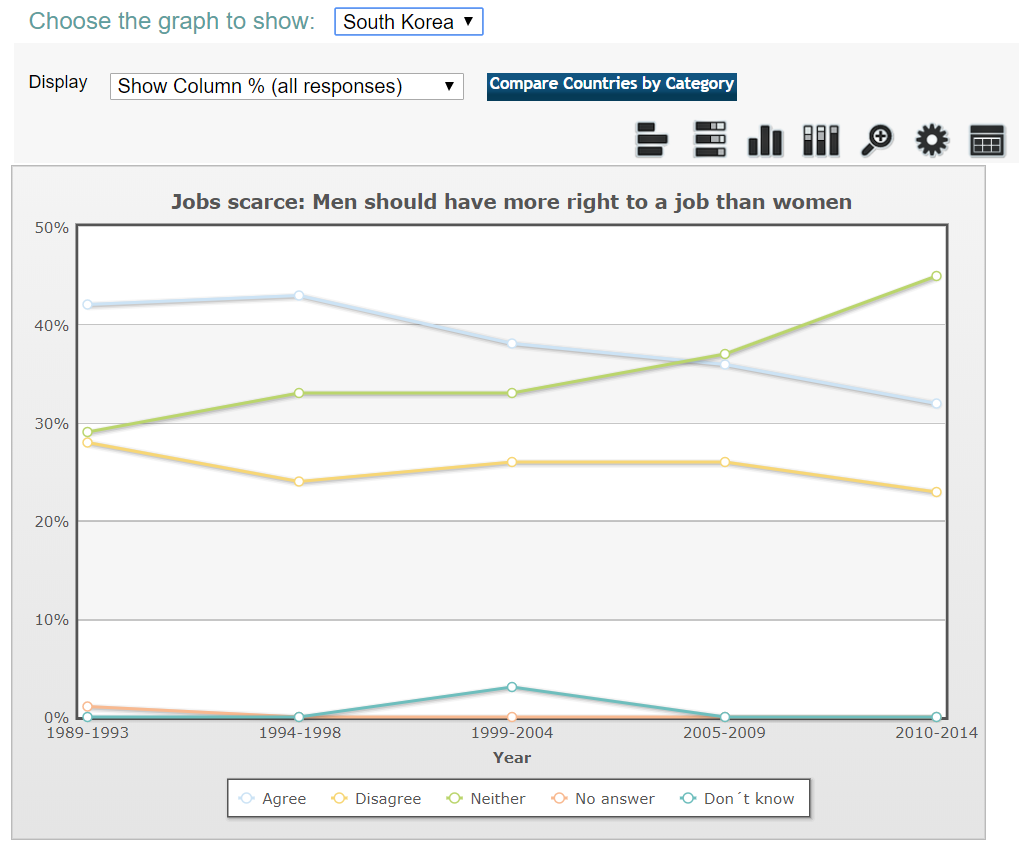 Choose the graph to show: South Korea
Display Show Column % (all responses) Compare Countries by Category
Jobs scarce: Men should have more right to a job than women
50%
40%
30%
20%
10%
0%
1989-1993 1994-1998 1999-2004 2005-2009 2010-2014
Year
Agree Disagree Neither No answer Don´t know